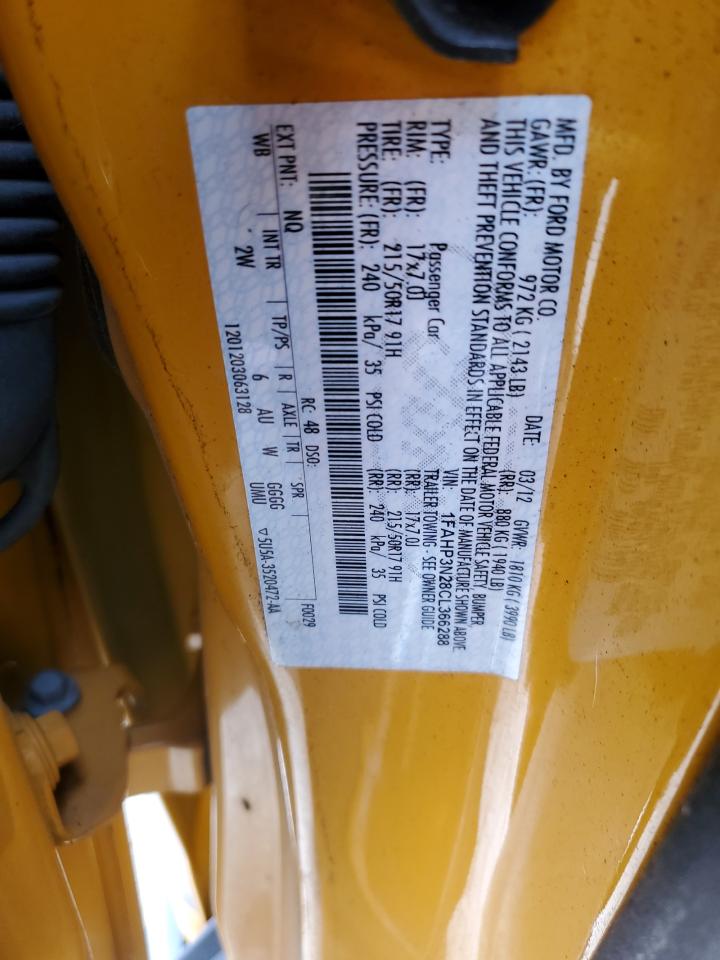 MFD. BY FORD MOTOR CO.
DATE: 03/12 GVWR: 1810 KG ( 3990 LB)
GAWR: (FR): 972 KG ( 2143 LB) (RR): 880 KG ( 1940 LB)
THIS VEHICLE CONFORMS TO ALL APPLICABLE FEDERAL MOTOR VEHICLE SAFETY, BUMPER
AND THEFT PREVENTION STANDARDS IN EFFECT ON THE DATE OF MANUFACTURE SHOWN ABOVE.
VIN: 1FAHP3N28CL366288
TYPE: Passenger Car TRAILER TOWING - SEE OWNER GUIDE
RIM: (FR): 17x7.0J (RR): 17x7.0J
TIRE: (FR): 215/50R17 91H (RR): 215/50R17 91H
PRESSURE: (FR): 240 kPa/ 35 PSI COLD (RR): 240 kPa/ 35 PSI COLD
RC: 48 DSO: F0029
EXT PNT: NQ
WB INT TR TP/PS R AXLE TR SPR
2W 6 AU W GGGG
UMU
1201203063128 ▽ 5U5A-3520472-AA